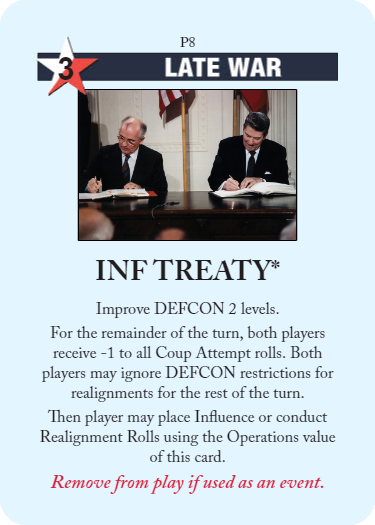 P8
3 LATE WAR
INF TREATY*
Improve DEFCON 2 levels.
For the remainder of the turn, both players
receive -1 to all Coup Attempt rolls. Both
players may ignore DEFCON restrictions for
realignments for the rest of the turn.
Then player may place Influence or conduct
Realignment Rolls using the Operations value
of this card.
Remove from play if used as an event.